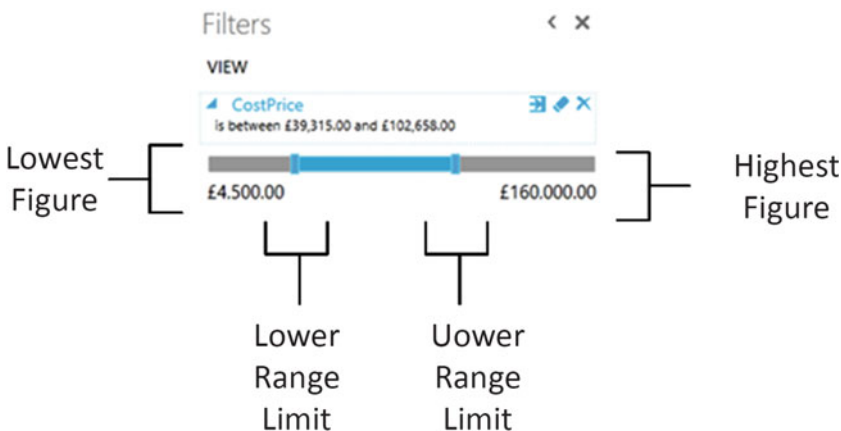 Filters
VIEW
CostPrice
is between £39,315.00 and £102,658.00
Lowest
Figure
£4.500.00
£160.000.00
Highest
Figure
Lower
Range
Limit
Uower
Range
Limit